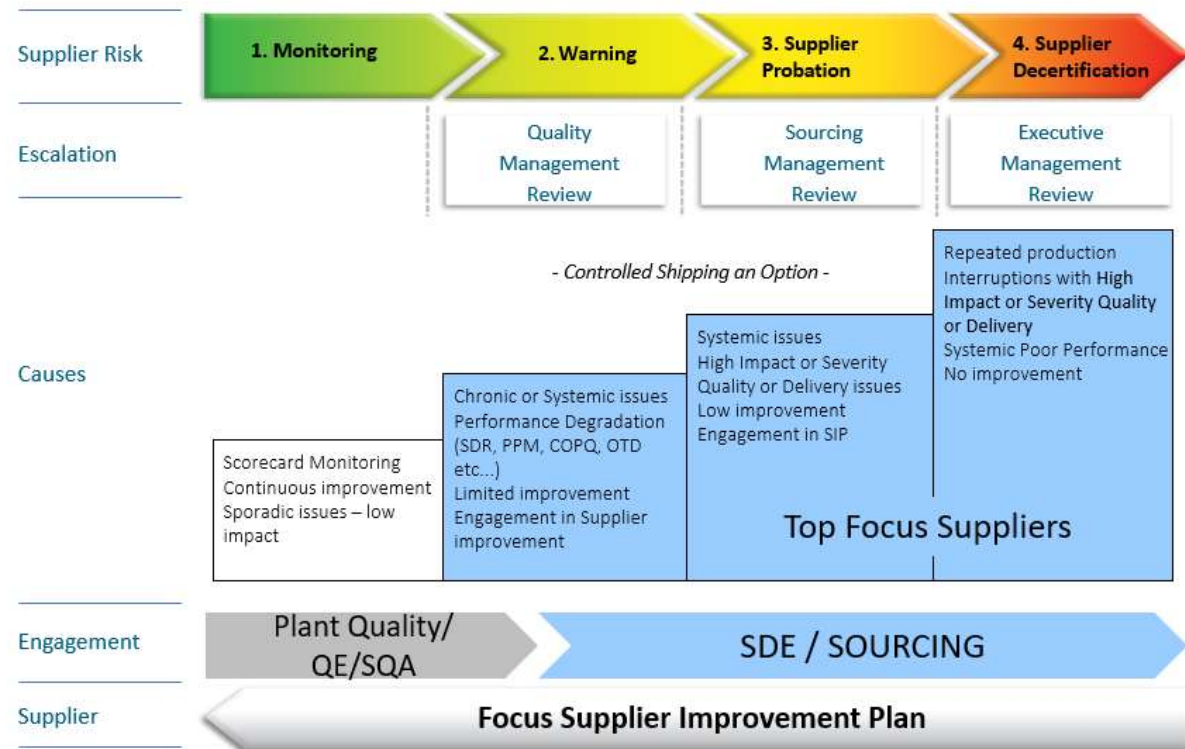 Supplier Risk
1. Monitoring
2. Warning
3. Supplier
Probation
4. Supplier
Decertification
Escalation
Quality
Management
Review
Sourcing
Management
Review
Executive
Management
Review
- Controlled Shipping an Option -
Causes
Scorecard Monitoring
Continuous improvement
Sporadic issues – low
impact
Chronic or Systemic issues
Performance Degradation
(SDR, PPM, COPQ, OTD
etc...)
Limited improvement
Engagement in Supplier
improvement
Systemic issues
High Impact or Severity
Quality or Delivery issues
Low improvement
Engagement in SIP
Repeated production
Interruptions with High
Impact or Severity Quality
or Delivery
Systemic Poor Performance
No improvement
Top Focus Suppliers
Engagement
Plant Quality/
QE/SQA
SDE / SOURCING
Supplier
Focus Supplier Improvement Plan